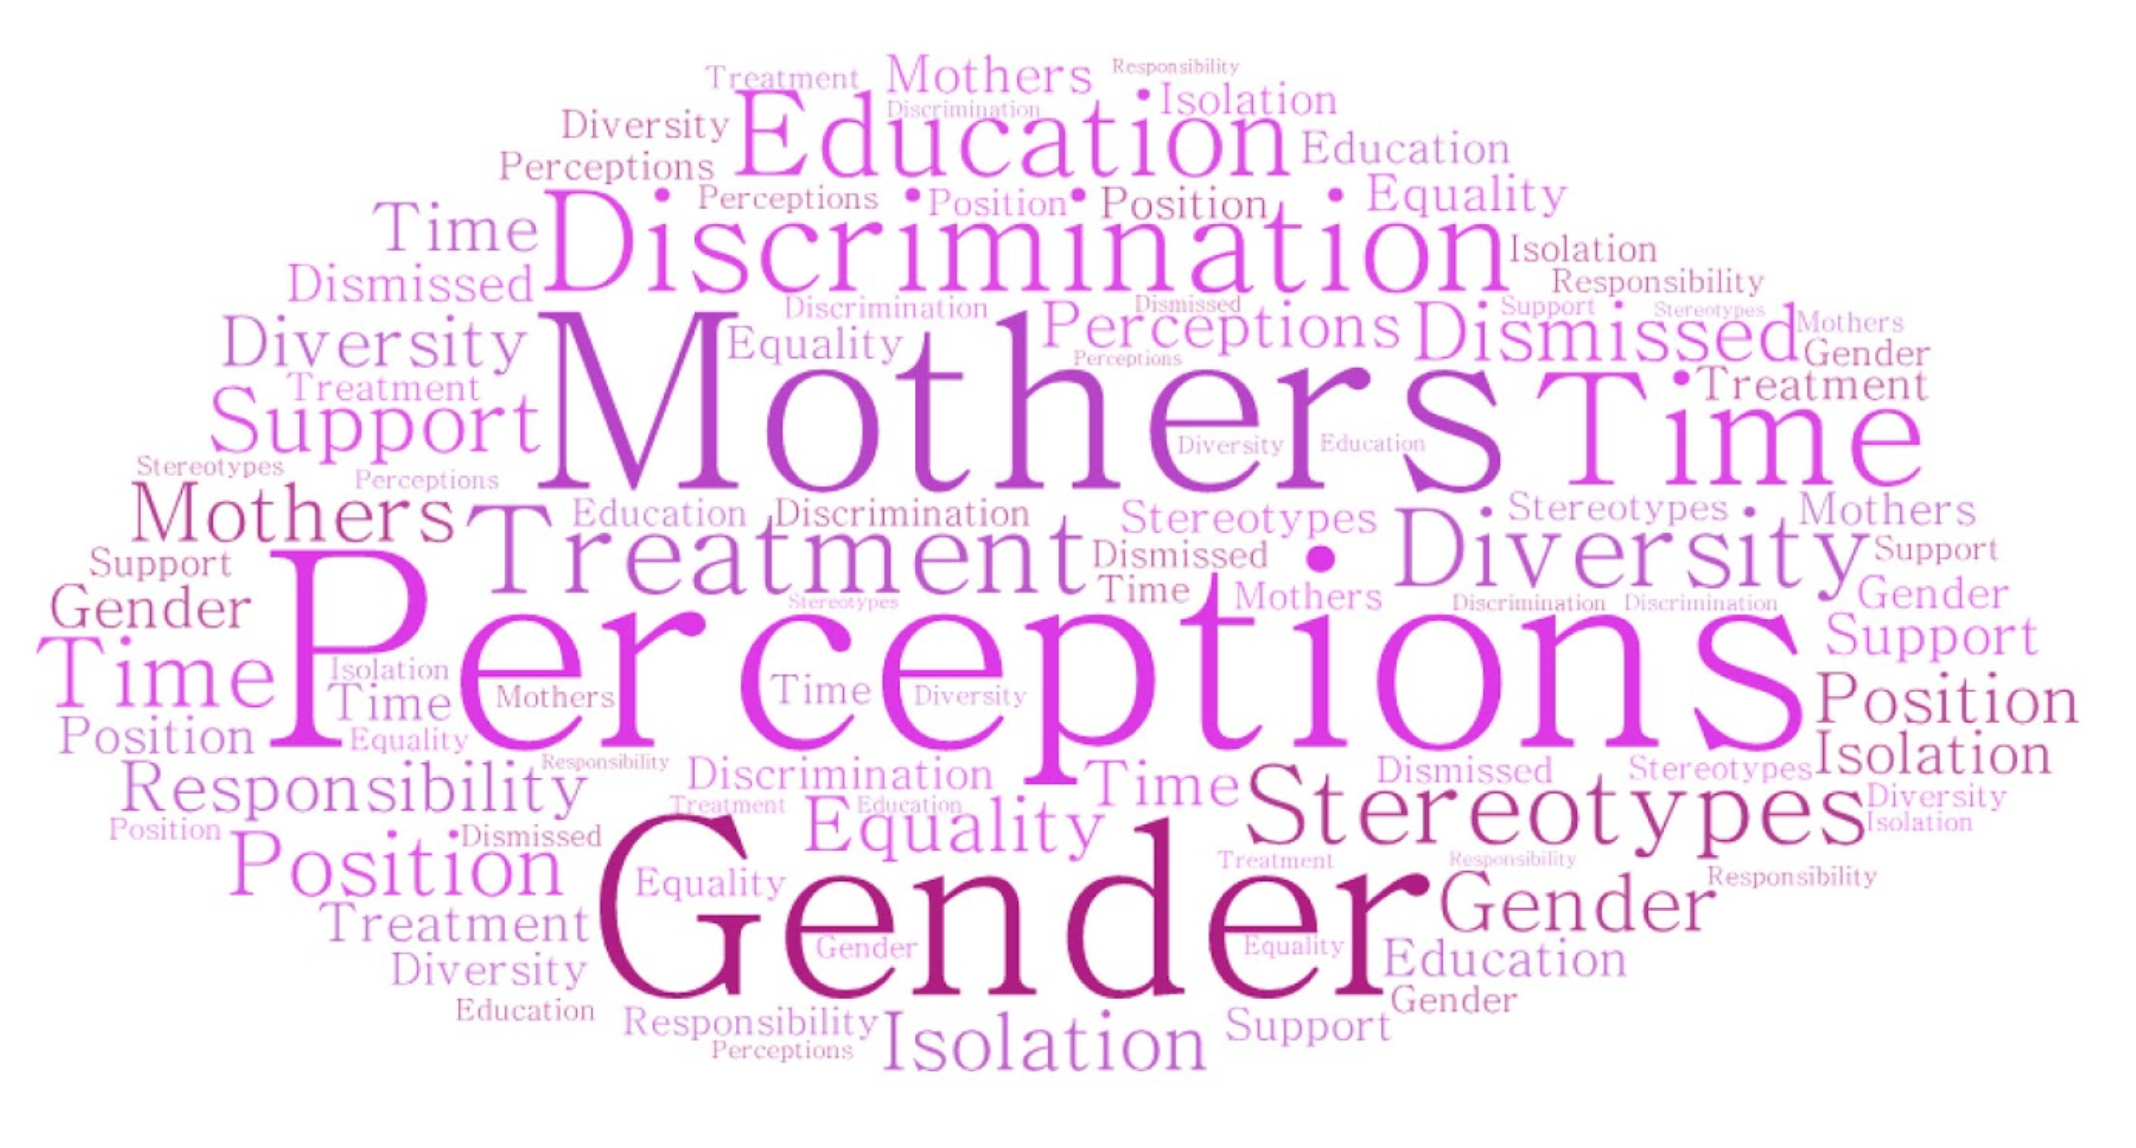 Treatment Mothers Responsibility
Diversity Education Discrimination Isolation
Perceptions Education
Time Discrimination Perceptions Position Position Equality
Dismissed Isolation
Responsibility
Diversity Mothers Discrimination Equality Perceptions Dismissed Perceptions Dismissed Support Stereotypes Mothers
Gender
Treatment Time Treatment
Support Diversity Education
Stereotypes Perceptions
Mothers Treatment Education Discrimination Stereotypes Diversity Stereotypes Mothers
Support Dismissed Support
Gender Perceptions Stereotypes Time Mothers Discrimination Discrimination Gender
Time Support
Isolation
Time Mothers Time Diversity Position
Position Equality Isolation
Responsibility Responsibility Discrimination Time Stereotypes Dismissed Stereotypes Diversity
Treatment Education Equality Isolation
Position Position Dismissed
Gender Equality Treatment Responsibility Responsibility
Treatment Gender
Diversity Gender Equality Education
Education Gender
Responsibility Isolation Support
Perceptions